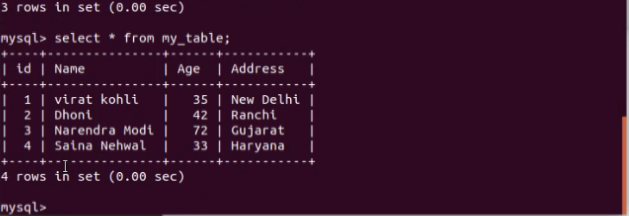 3 rows in set (0.00 sec)
mysql> select * from my_table;
+----+---------------+------+-----------+
| id | Name          | Age  | Address   |
+----+---------------+------+-----------+
|  1 | virat kohli   |   35 | New Delhi |
|  2 | Dhoni         |   42 | Ranchi    |
|  3 | Narendra Modi |   72 | Gujarat   |
|  4 | Saina Nehwal  |   33 | Haryana   |
+----+---------------+------+-----------+
4 rows in set (0.00 sec)
mysql>